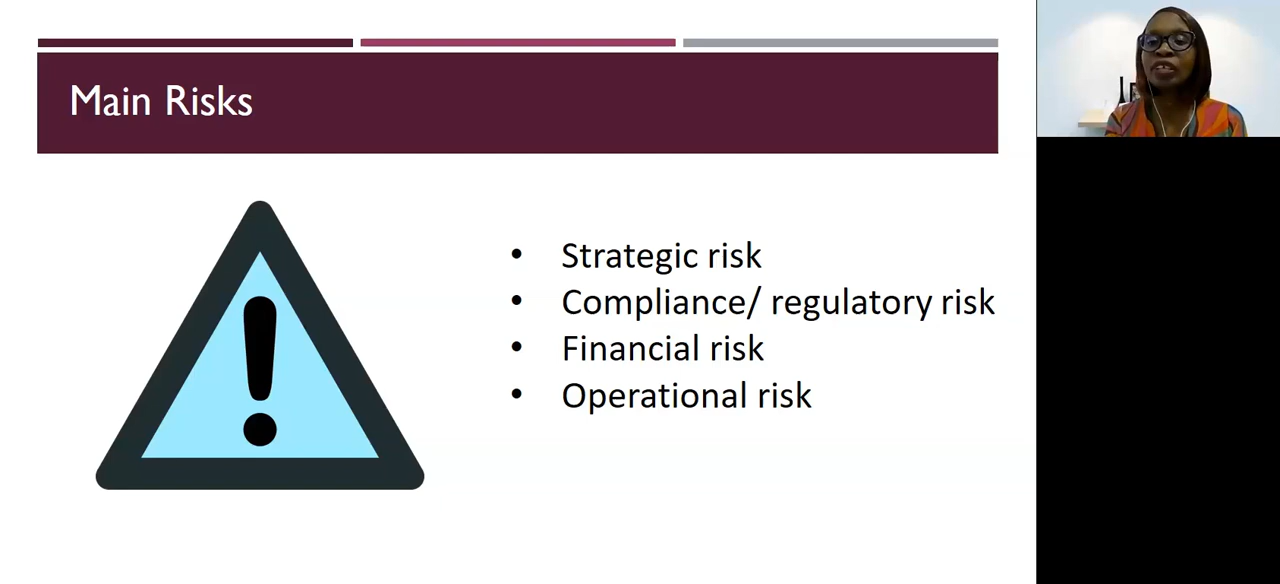 Main Risks
• Strategic risk
• Compliance/ regulatory risk
• Financial risk
• Operational risk